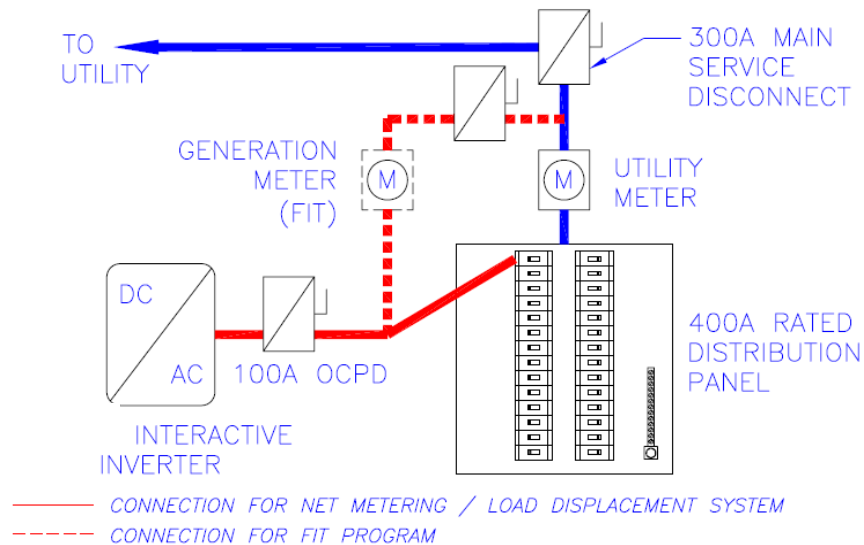 TO
UTILITY
300A MAIN
SERVICE
DISCONNECT
GENERATION
METER
(FIT)
M
M
UTILITY
METER
DC
AC
100A OCPD
400A RATED
DISTRIBUTION
PANEL
INTERACTIVE
INVERTER
CONNECTION FOR NET METERING / LOAD DISPLACEMENT SYSTEM
CONNECTION FOR FIT PROGRAM